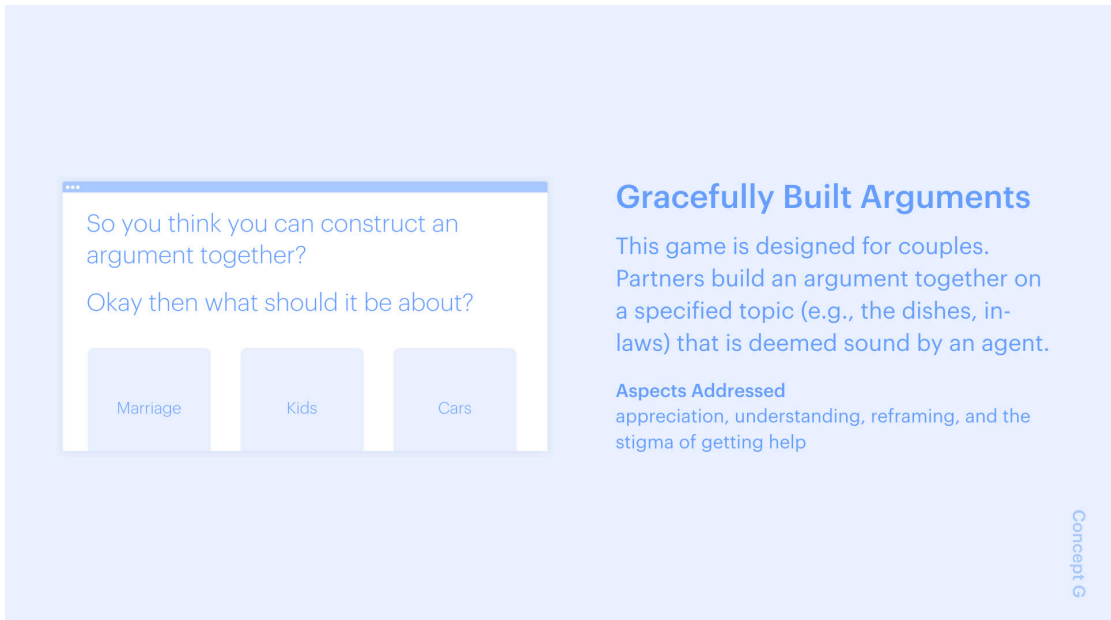 So you think you can construct an
argument together?
Okay then what should it be about?
Marriage
Kids
Cars
Gracefully Built Arguments
This game is designed for couples.
Partners build an argument together on
a specified topic (e.g., the dishes, in-
laws) that is deemed sound by an agent.
Aspects Addressed
appreciation, understanding, reframing, and the
stigma of getting help
Concept G